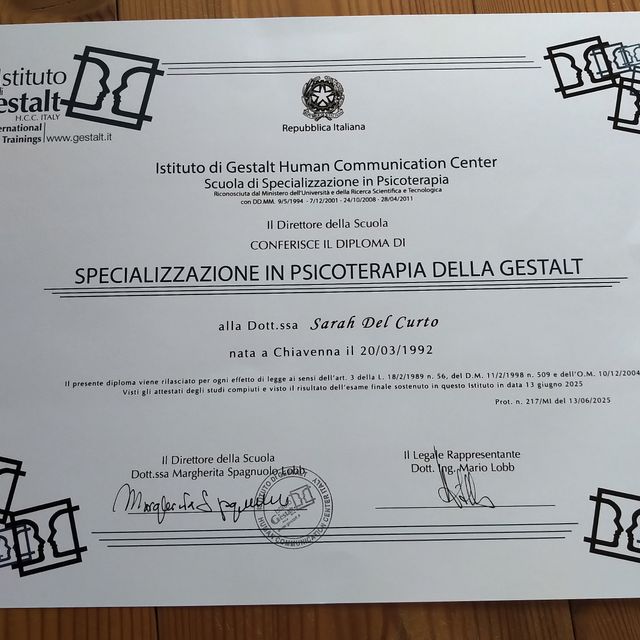 Istituto
di
Gestalt
H.C.C. ITALY
International
Trainings | www.gestalt.it
Repubblica Italiana
Istituto di Gestalt Human Communication Center
Scuola di Specializzazione in Psicoterapia
Riconosciuta dal Ministero dell'Università e della Ricerca Scientifica e Tecnologica
con DD.MM. 9/5/1994 - 7/12/2001 - 24/10/2008 - 28/04/2011
Il Direttore della Scuola
CONFERISCE IL DIPLOMA DI
SPECIALIZZAZIONE IN PSICOTERAPIA DELLA GESTALT
alla Dott.ssa Sarah Del Curto
nata a Chiavenna il 20/03/1992
Il presente diploma viene rilasciato per ogni effetto di legge ai sensi dell'art. 3 della L. 18/2/1989 n. 56, del D.M. 11/2/1998 n. 509 e dell'O.M. 10/12/2004
Visti gli attestati degli studi compiuti e visto il risultato dell'esame finale sostenuto in questo Istituto in data 13 giugno 2025
Prot. n. 217/MI del 13/06/2025
Il Direttore della Scuola
Dott.ssa Margherita Spagnuolo Lobb
Margherita Spagnuolo
Il Legale Rappresentante
Dott. Ing. Mario Lobb